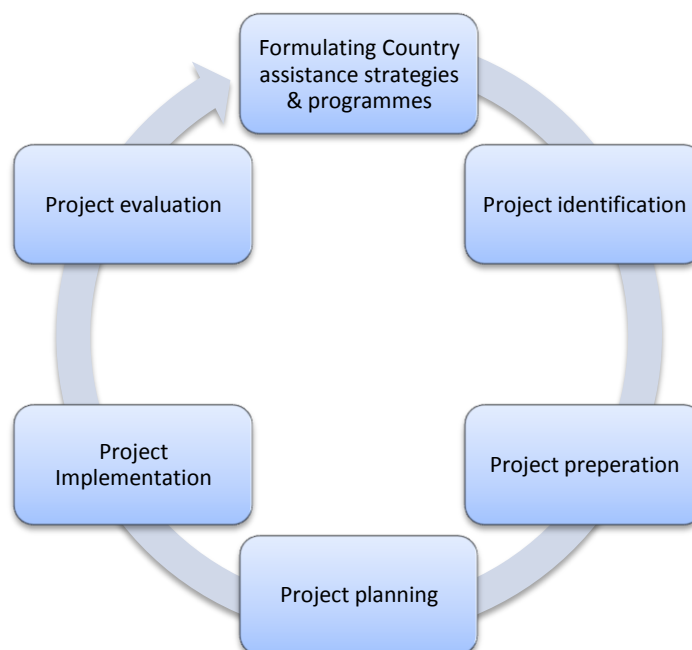 Formulating Country
assistance strategies
& programmes
Project identification
Project preperation
Project planning
Project
Implementation
Project evaluation